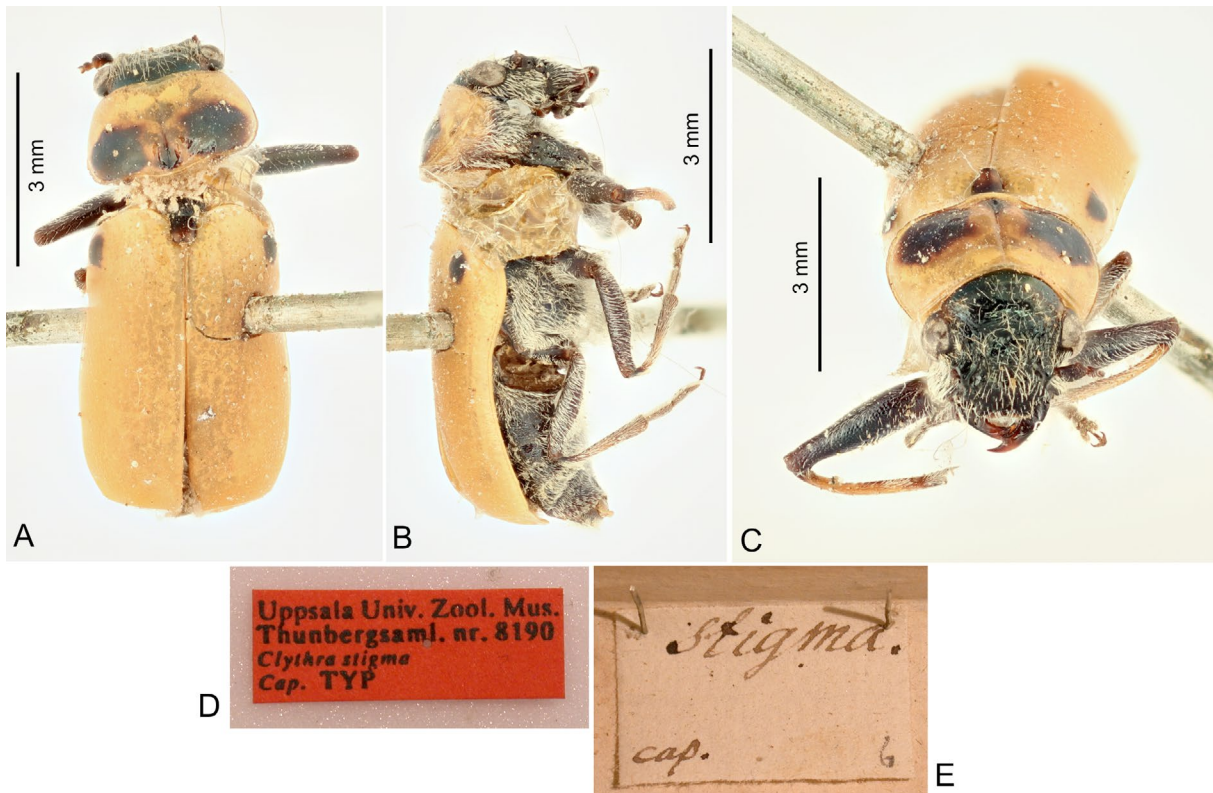 3 mm
3 mm
3 mm
A
B
C
Uppsala Univ. Zool. Mus.
Thunbergsaml. nr. 8190
Clythra stigma
Cap. TYP
D
stigma.
cap. 6
E